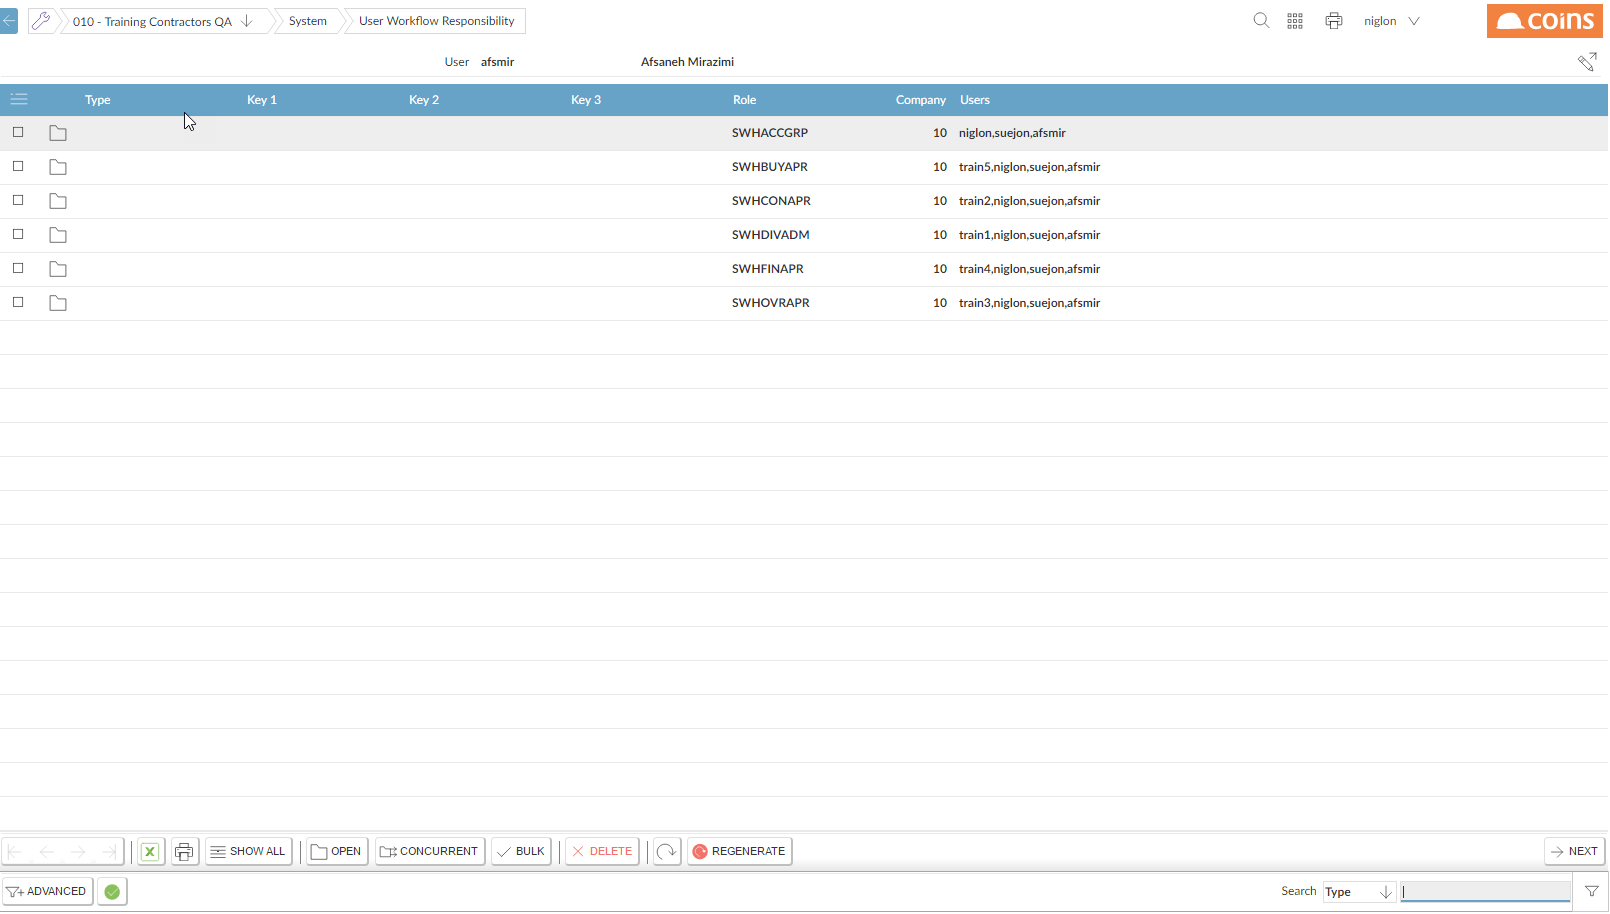 010 - Training Contractors QA System User Workflow Responsibility niglon coins
User afsmir Afsaneh Mirazimi
Type Key 1 Key 2 Key 3 Role Company Users
SWHACCGRP 10 niglon,suejon,afsmir
SWHBUYAPR 10 train5,niglon,suejon,afsmir
SWHCONAPR 10 train2,niglon,suejon,afsmir
SWHDIVADM 10 train1,niglon,suejon,afsmir
SWHFINAPR 10 train4,niglon,suejon,afsmir
SWHOVRAPR 10 train3,niglon,suejon,afsmir
X SHOW ALL OPEN CONCURRENT BULK DELETE REGENERATE NEXT
ADVANCED Search Type